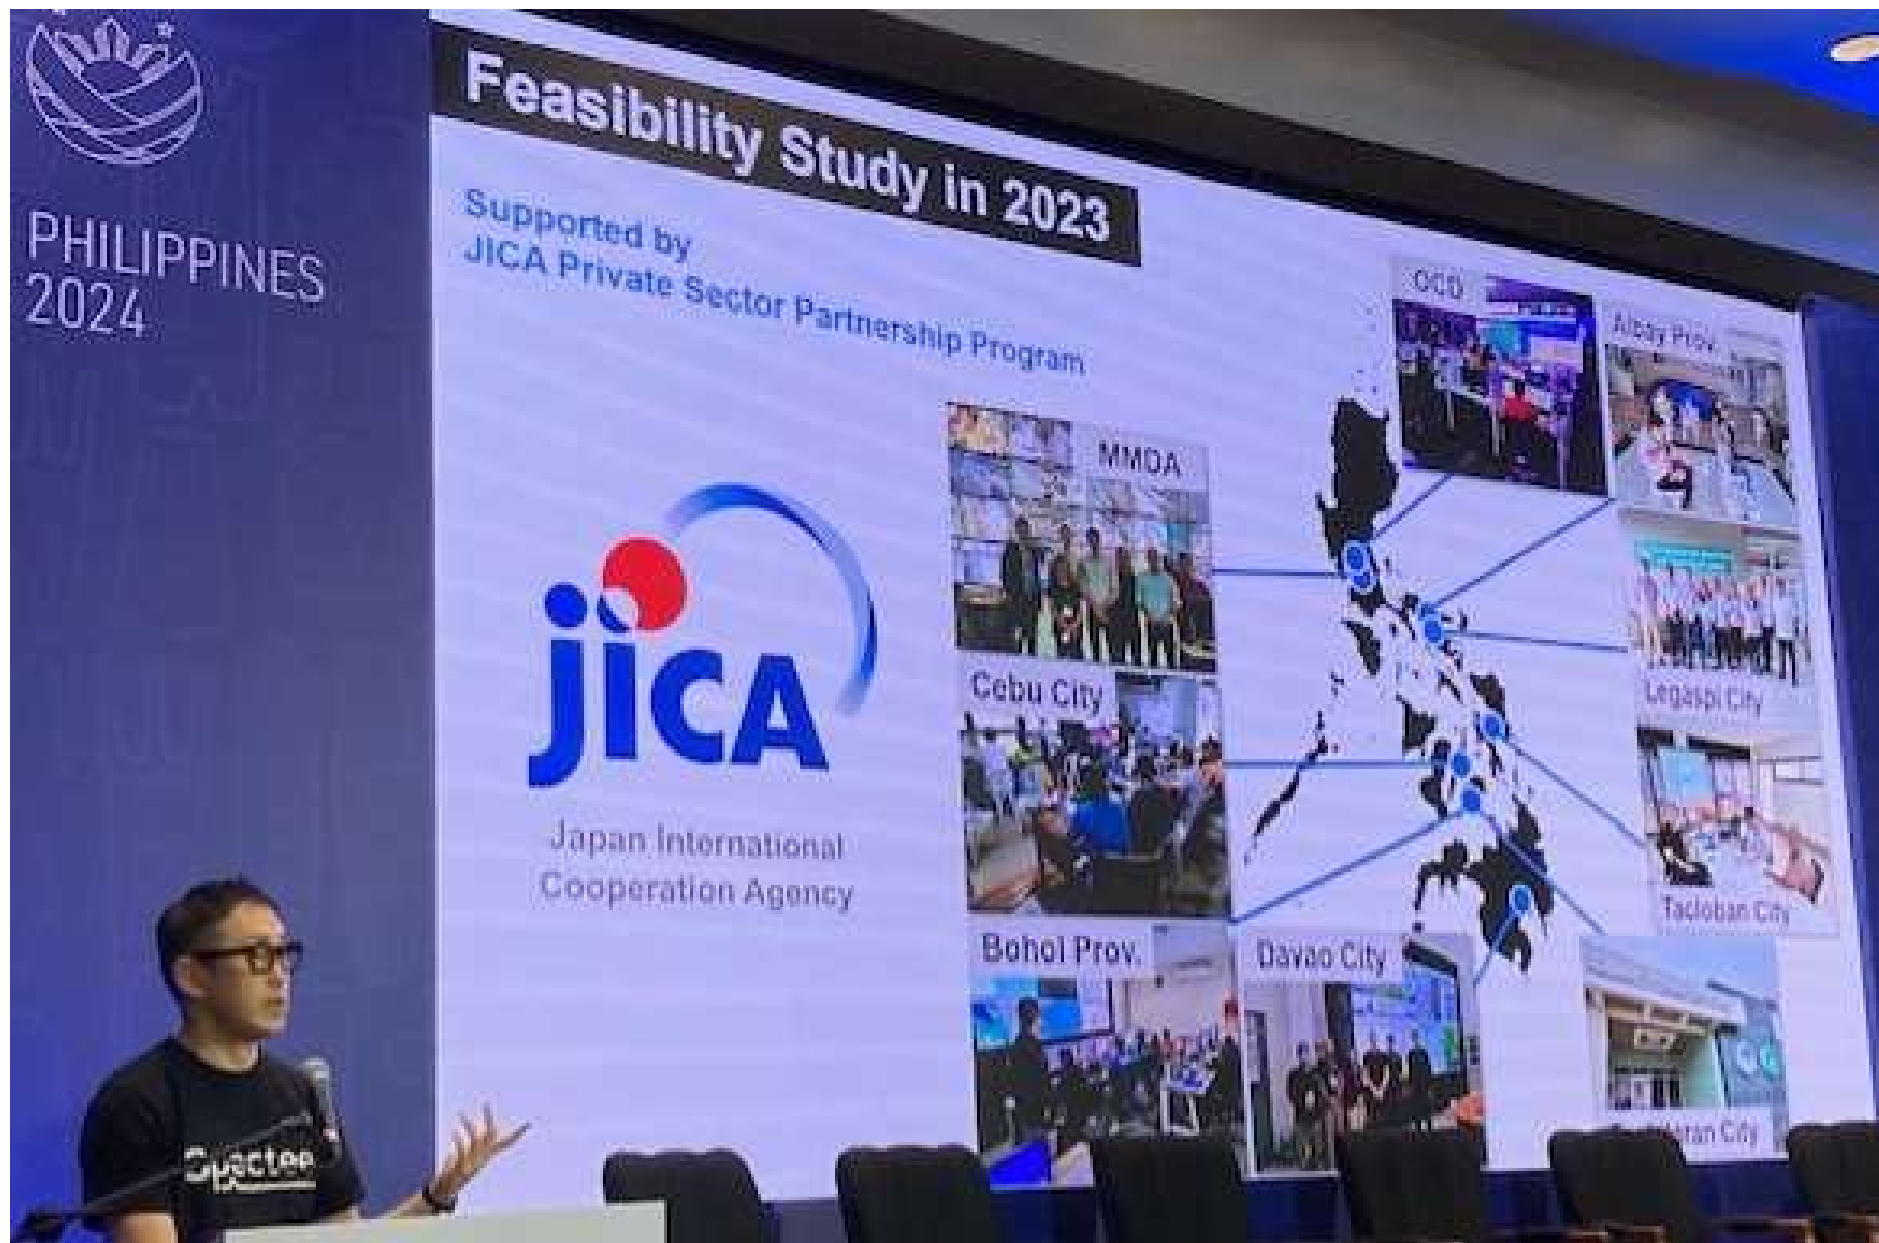 PHILIPPINES
2024
Feasibility Study in 2023
Supported by
JICA Private Sector Partnership Program
OCD
Albay Prov.
MMDA
jica
Cebu City
Legaspi City
Japan International
Cooperation Agency
Tacloban City
Bohol Prov.
Davao City
City
Spectee